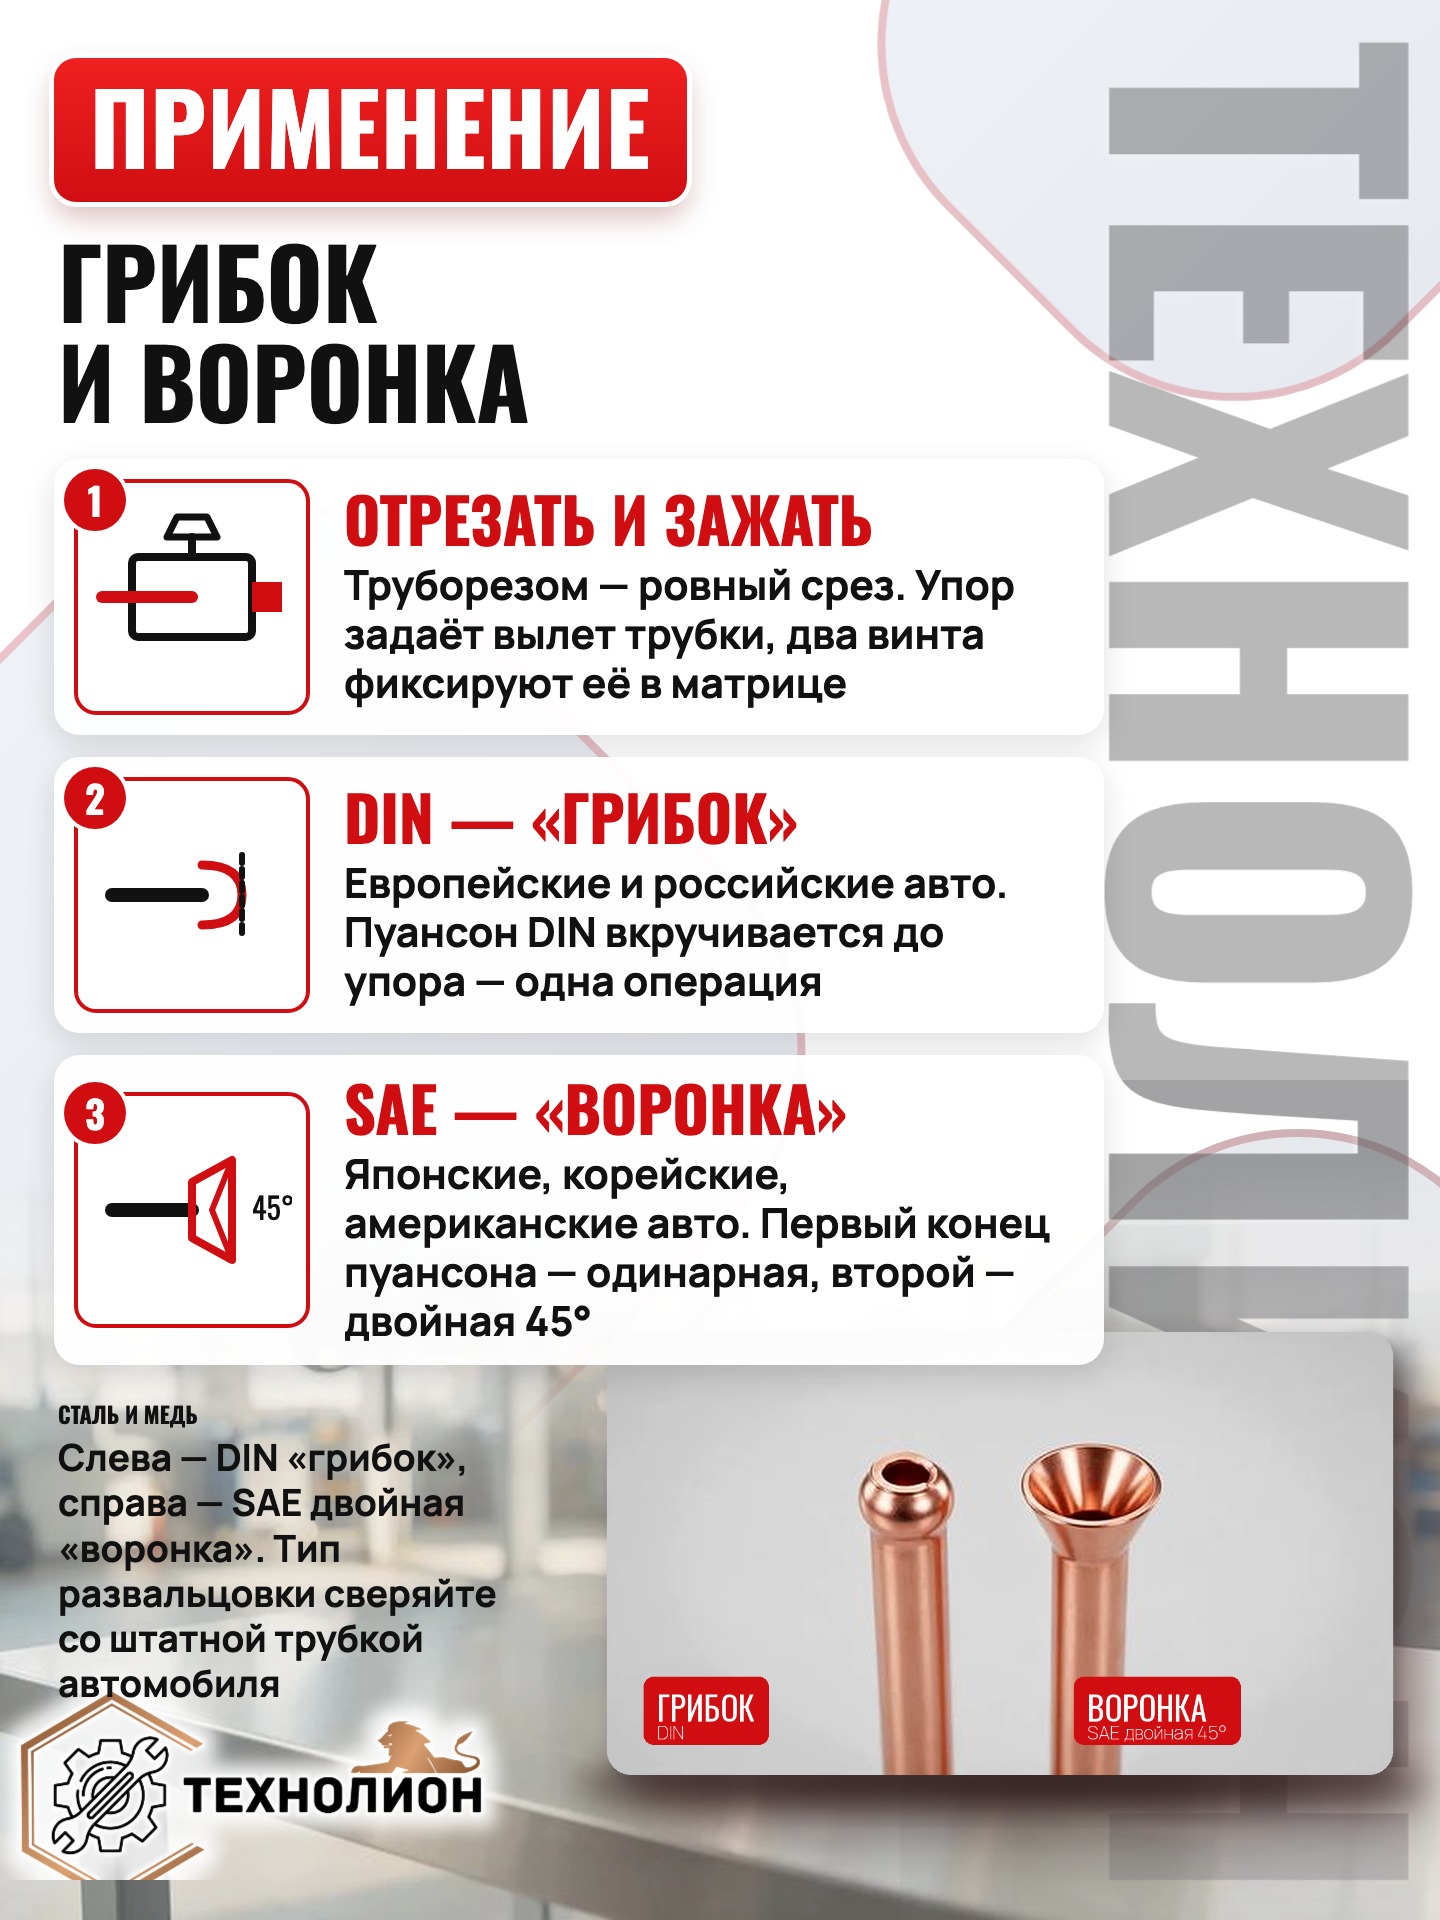 ПРИМЕНЕНИЕ
ГРИБОК
И ВОРОНКА
1
ОТРЕЗАТЬ И ЗАЖАТЬ
Труборезом — ровный срез. Упор
задаёт вылет трубки, два винта
фиксируют её в матрице
2
DIN — «ГРИБОК»
Европейские и российские авто.
Пуансон DIN вкручивается до
упора — одна операция
3
45°
SAE — «ВОРОНКА»
Японские, корейские,
американские авто. Первый конец
пуансона — одинарная, второй —
двойная 45°
СТАЛЬ И МЕДЬ
Слева — DIN «грибок»,
справа — SAE двойная
«воронка». Тип
развальцовки сверяйте
со штатной трубкой
автомобиля
ГРИБОК
DIN
ВОРОНКА
SAE двойная 45°
ТЕХНОЛИОН
ТЕХНОЛИОН